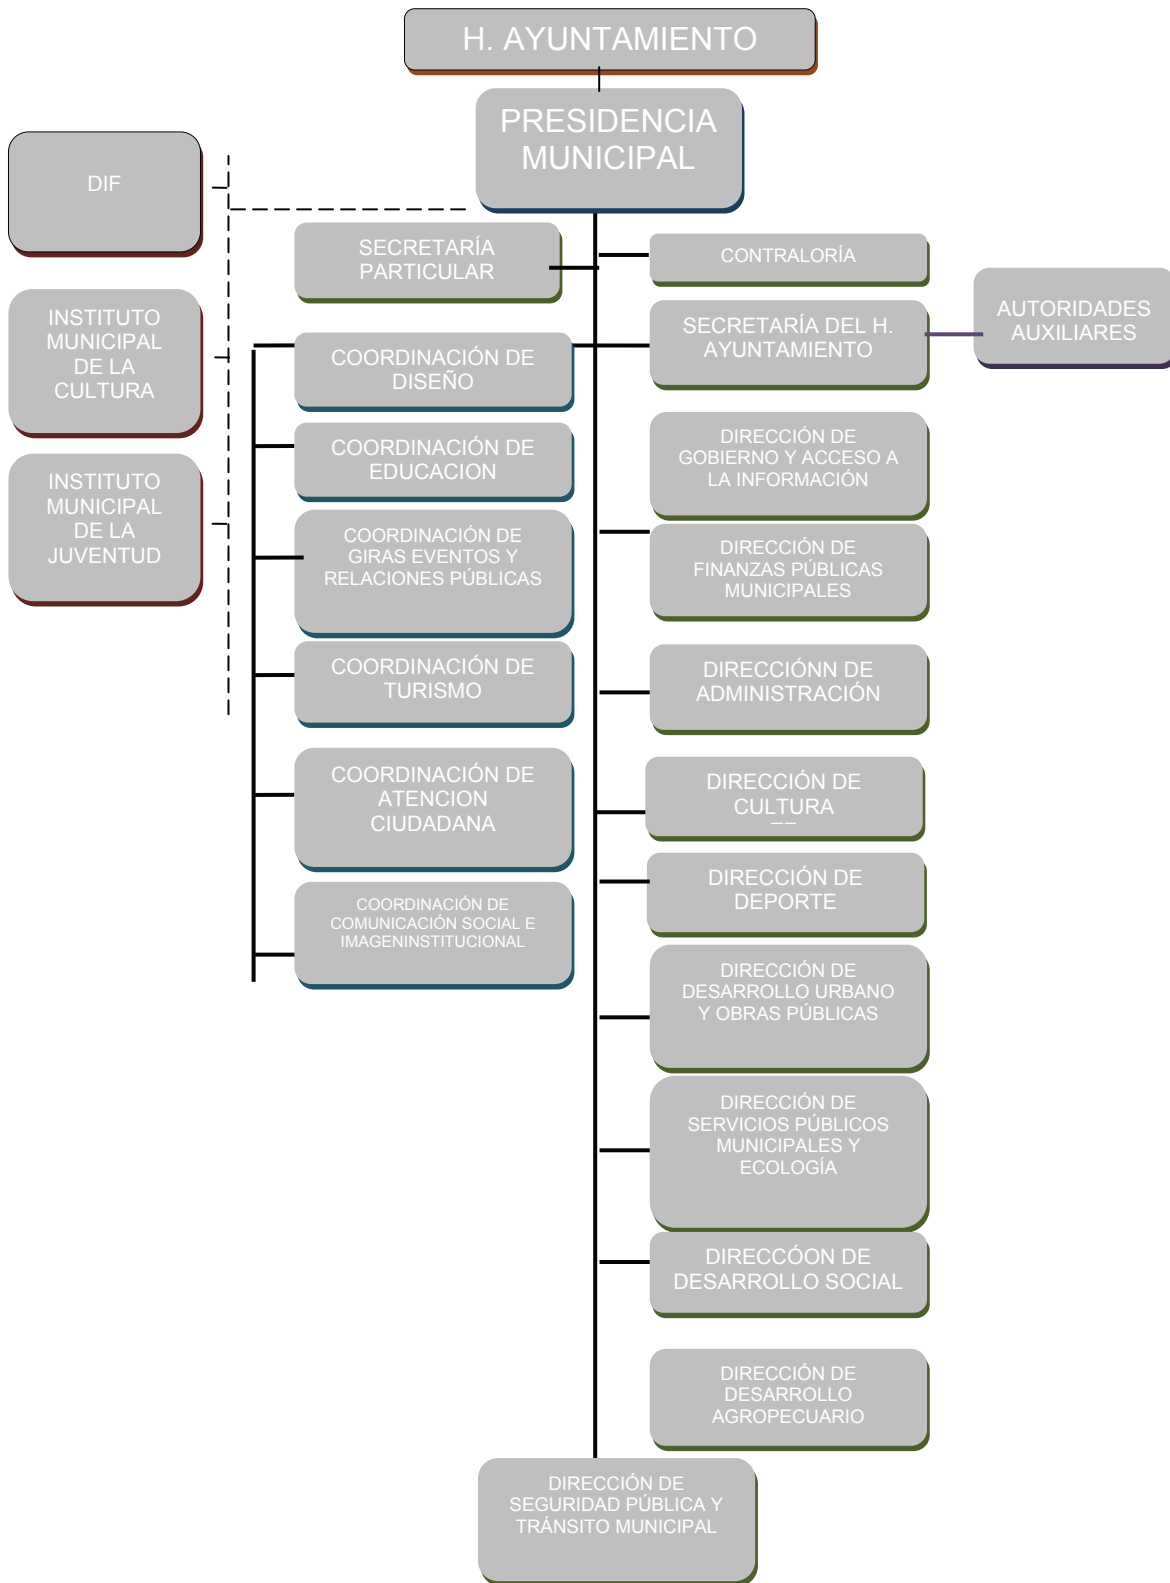 H. AYUNTAMIENTO
PRESIDENCIA
MUNICIPAL
DIF
INSTITUTO
MUNICIPAL
DE LA
CULTURA
INSTITUTO
MUNICIPAL
DE LA
JUVENTUD
SECRETARÍA
PARTICULAR
COORDINACIÓN DE
DISEÑO
COORDINACIÓN DE
EDUCACION
COORDINACIÓN DE
GIRAS EVENTOS Y
RELACIONES PÚBLICAS
COORDINACIÓN DE
TURISMO
COORDINACIÓN DE
ATENCION
CIUDADANA
COORDINACIÓN DE
COMUNICACIÓN SOCIAL E
IMAGENINSTITUCIONAL
CONTRALORÍA
SECRETARÍA DEL H.
AYUNTAMIENTO
AUTORIDADES
AUXILIARES
DIRECCIÓN DE
GOBIERNO Y ACCESO A
LA INFORMACIÓN
DIRECCIÓN DE
FINANZAS PÚBLICAS
MUNICIPALES
DIRECCIÓNN DE
ADMINISTRACIÓN
DIRECCIÓN DE
CULTURA
DIRECCIÓN DE
DEPORTE
DIRECCIÓN DE
DESARROLLO URBANO
Y OBRAS PÚBLICAS
DIRECCIÓN DE
SERVICIOS PÚBLICOS
MUNICIPALES Y
ECOLOGÍA
DIRECCÓON DE
DESARROLLO SOCIAL
DIRECCIÓN DE
DESARROLLO
AGROPECUARIO
DIRECCIÓN DE
SEGURIDAD PÚBLICA Y
TRÁNSITO MUNICIPAL